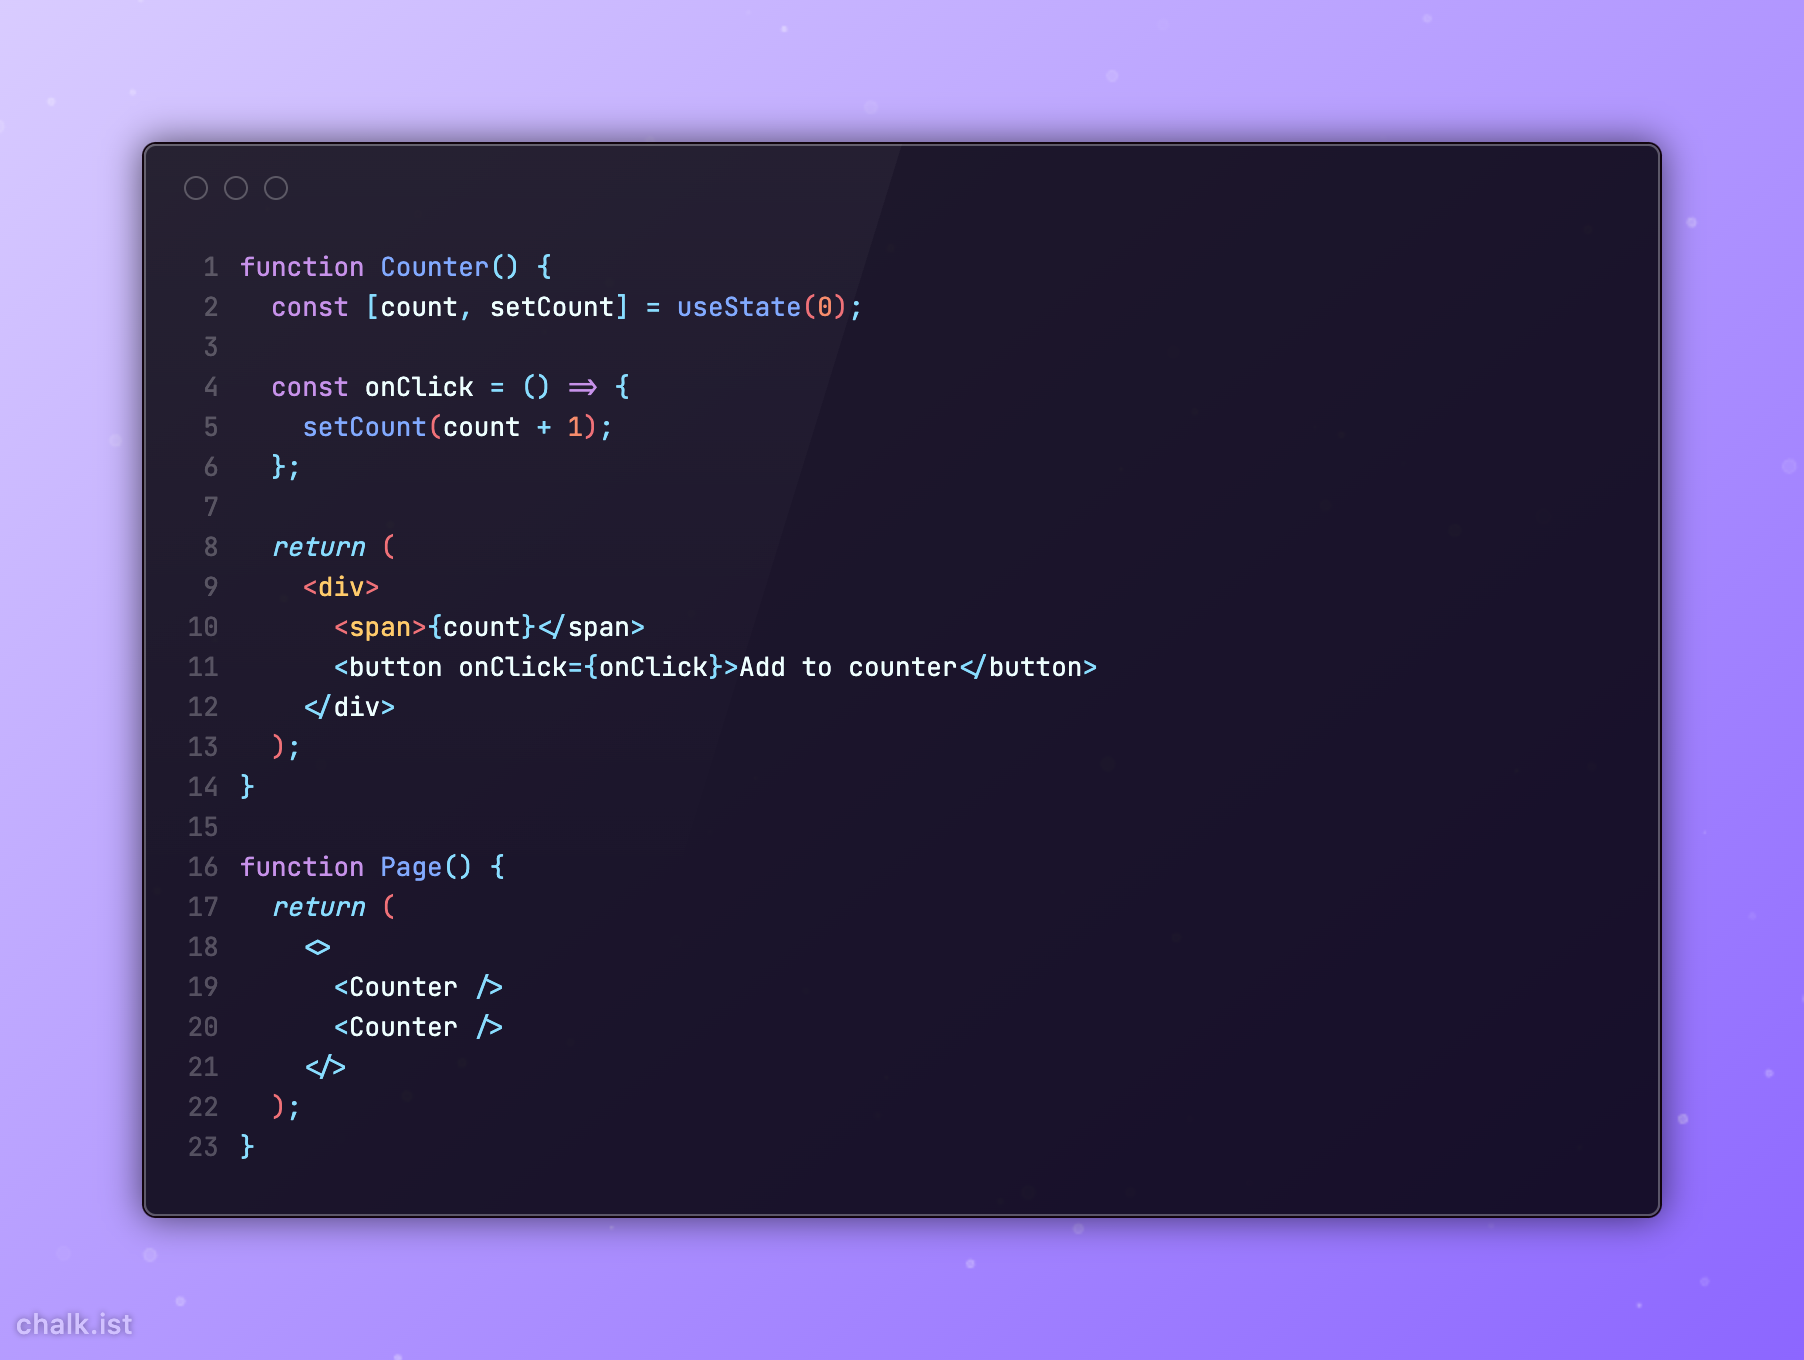 1 function Counter() {
2   const [count, setCount] = useState(0);
3
4   const onClick = () => {
5     setCount(count + 1);
6   };
7
8   return (
9     <div>
10       <span>{count}</span>
11       <button onClick={onClick}>Add to counter</button>
12     </div>
13   );
14 }
15
16 function Page() {
17   return (
18     <>
19       <Counter />
20       <Counter />
21     </>
22   );
23 }
chalk.ist